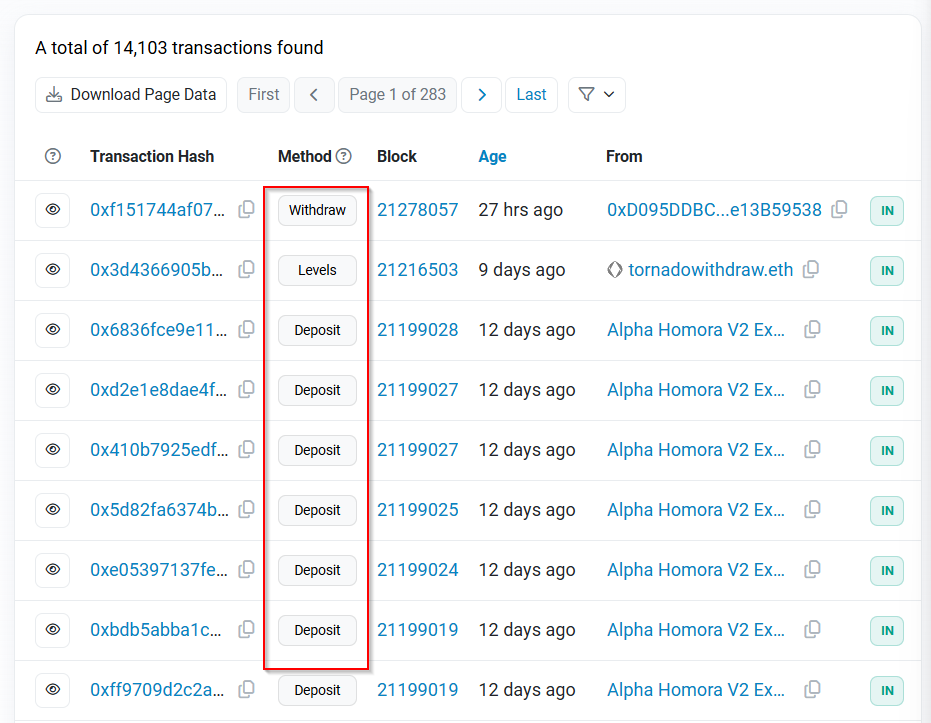 A total of 14,103 transactions found
Download Page Data First Page 1 of 283 Last
Transaction Hash Method Block Age From
0xf151744af07... Withdraw 21278057 27 hrs ago 0xD095DDBC...e13B59538 IN
0x3d4366905b... Levels 21216503 9 days ago tornadowithdraw.eth IN
0x6836fce9e11... Deposit 21199028 12 days ago Alpha Homora V2 Ex... IN
0xd2e1e8dae4f... Deposit 21199027 12 days ago Alpha Homora V2 Ex... IN
0x410b7925edf... Deposit 21199027 12 days ago Alpha Homora V2 Ex... IN
0x5d82fa6374b... Deposit 21199025 12 days ago Alpha Homora V2 Ex... IN
0xe05397137fe... Deposit 21199024 12 days ago Alpha Homora V2 Ex... IN
0xbdb5abba1c... Deposit 21199019 12 days ago Alpha Homora V2 Ex... IN
0xff9709d2c2a... Deposit 21199019 12 days ago Alpha Homora V2 Ex... IN